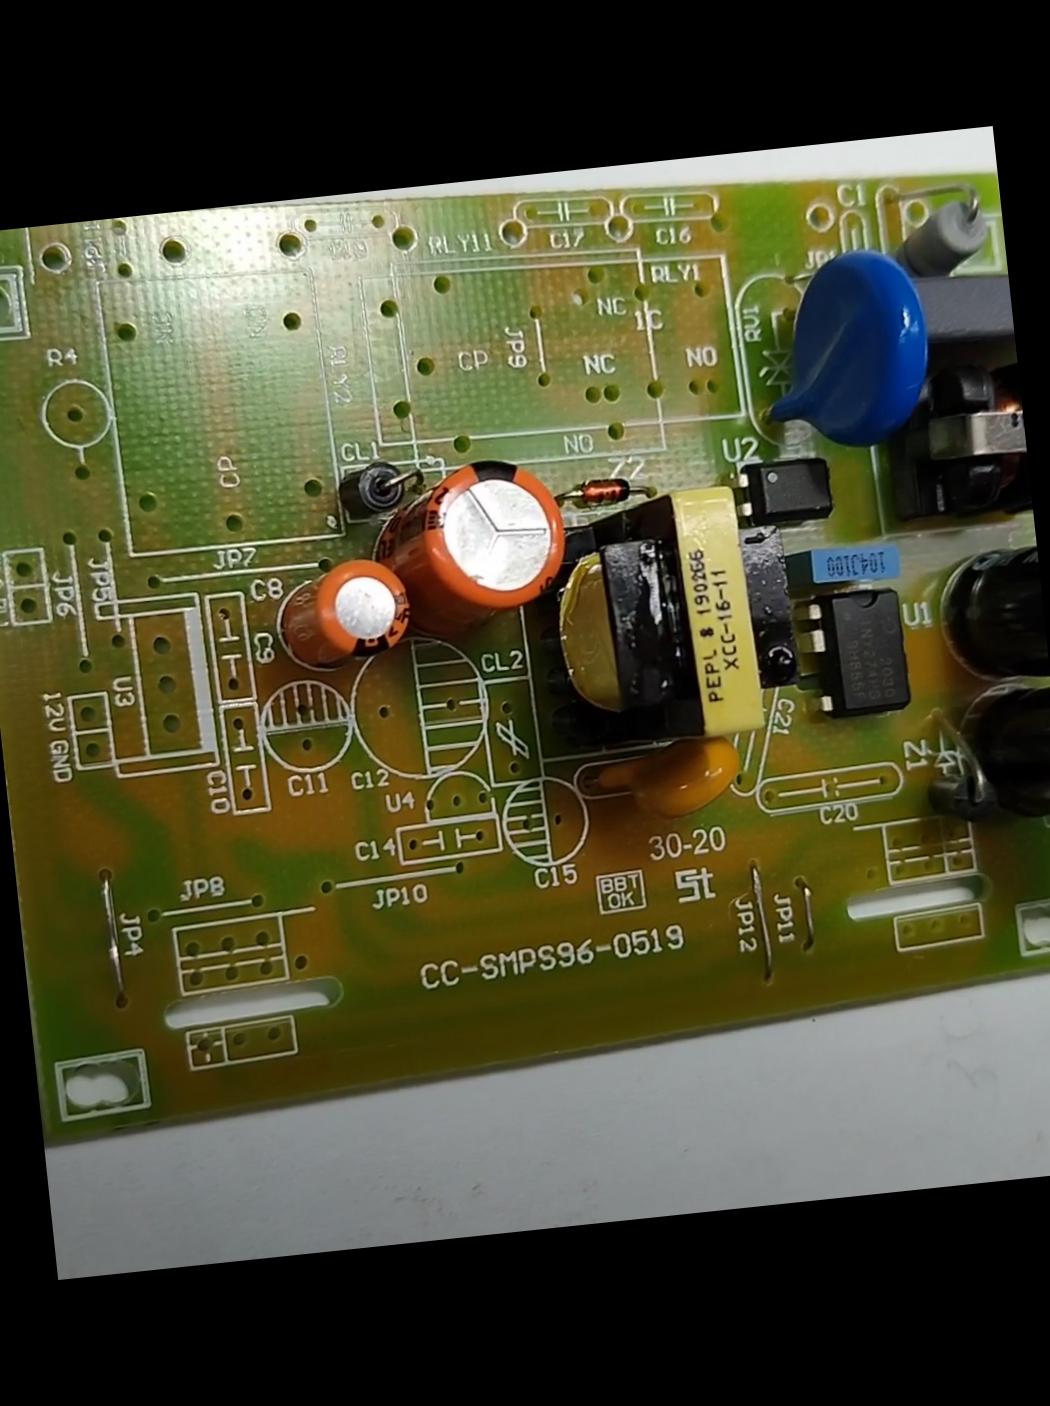 C1
C17
C16
RLY11
RLY1
NC
1C
RV1
JP9
CP
NC
NO
R4
RLY2
NO
CL1
CP
Z2
U2
JP7
C8
JP6
JP5
C9
104J100
U1
PEPL 8 190266
XCC-16-11
CL2
U3
12V GND
C10
C11
C12
U4
C21
Z1
C20
C14
C15
30-20
BBT
OK
JP10
JP8
JP4
JP12
JP11
CC-SMPS96-0519